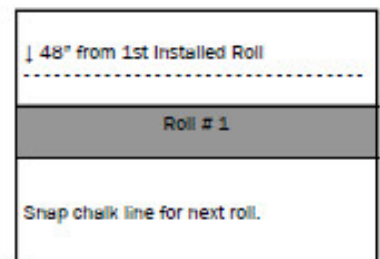 ↓ 48" from 1st Installed Roll
Roll # 1
Snap chalk line for next roll.